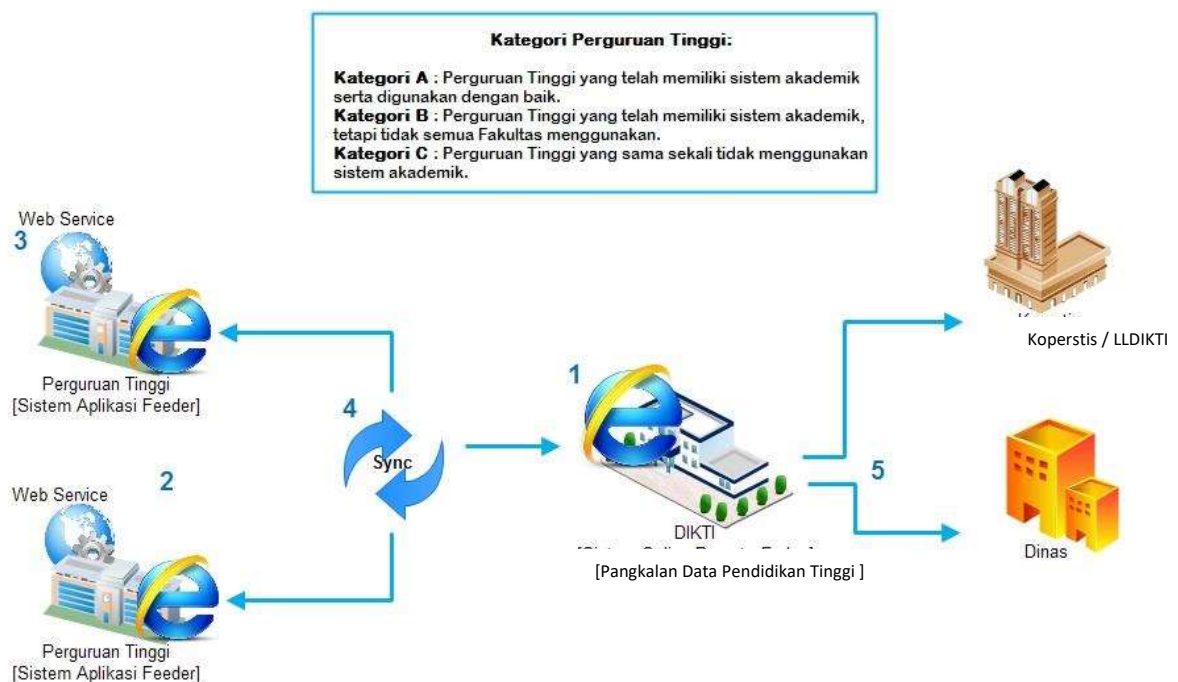 Kategori Perguruan Tinggi:
Kategori A : Perguruan Tinggi yang telah memiliki sistem akademik
serta digunakan dengan baik.
Kategori B : Perguruan Tinggi yang telah memiliki sistem akademik,
tetapi tidak semua Fakultas menggunakan.
Kategori C : Perguruan Tinggi yang sama sekali tidak menggunakan
sistem akademik.
Web Service
3
Perguruan Tinggi
[Sistem Aplikasi Feeder]
4
Sync
1
DIKTI
[Pangkalan Data Pendidikan Tinggi ]
Koperstis / LLDIKTI
5
Dinas
2
Web Service
Perguruan Tinggi
[Sistem Aplikasi Feeder]